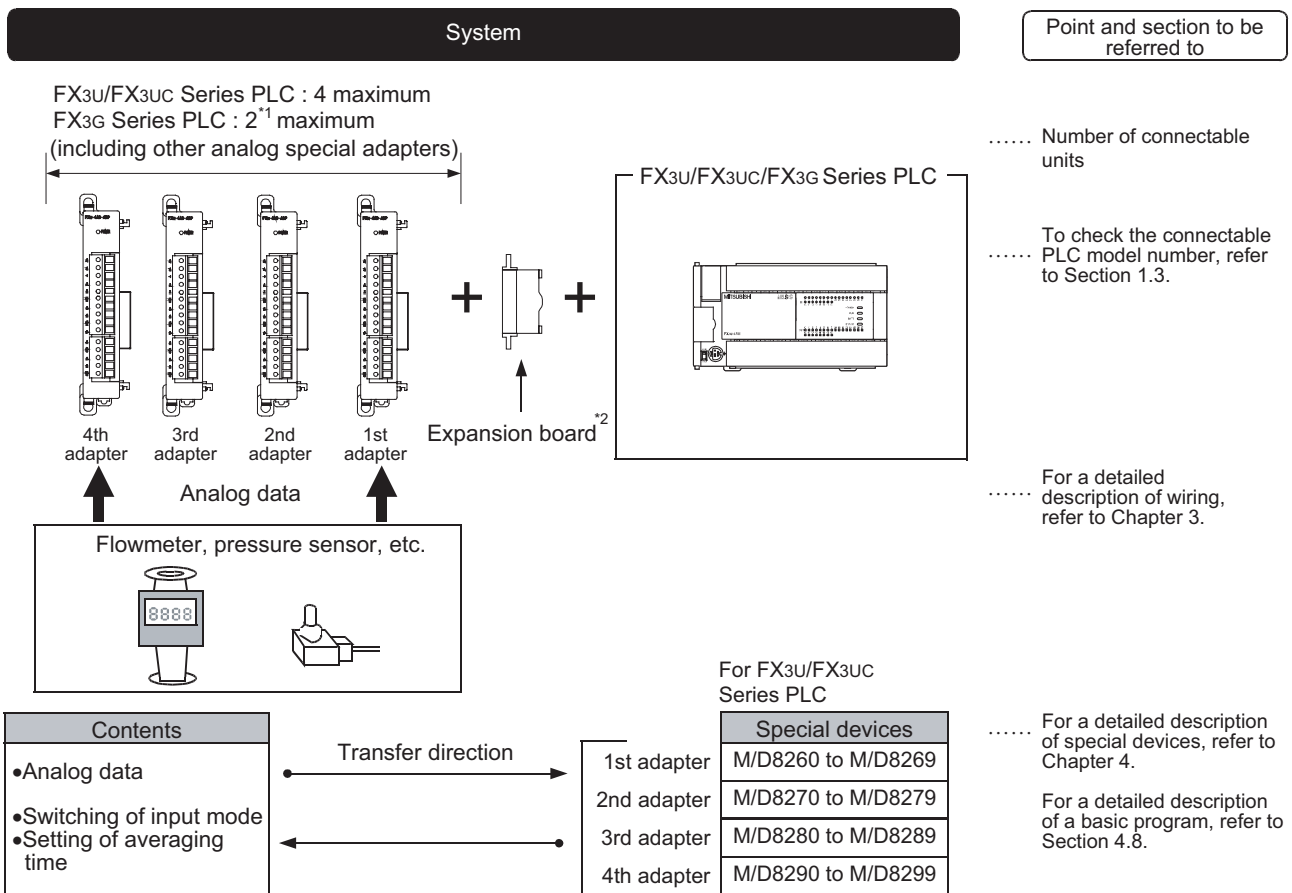 System
Point and section to be
referred to
FX3U/FX3UC Series PLC : 4 maximum
FX3G Series PLC : 2*1 maximum
(including other analog special adapters)
...... Number of connectable
units
FX3U/FX3UC/FX3G Series PLC
To check the connectable
...... PLC model number, refer
to Section 1.3.
MITSUBISHI
4th
adapter
3rd
adapter
2nd
adapter
1st
adapter
Expansion board*2
Analog data
...... For a detailed
description of wiring,
refer to Chapter 3.
Flowmeter, pressure sensor, etc.
8888
For FX3U/FX3UC
Series PLC
Contents
•Analog data
•Switching of input mode
•Setting of averaging
time
Transfer direction
Special devices
1st adapter M/D8260 to M/D8269
2nd adapter M/D8270 to M/D8279
3rd adapter M/D8280 to M/D8289
4th adapter M/D8290 to M/D8299
...... For a detailed description
of special devices, refer to
Chapter 4.
For a detailed description
of a basic program, refer to
Section 4.8.